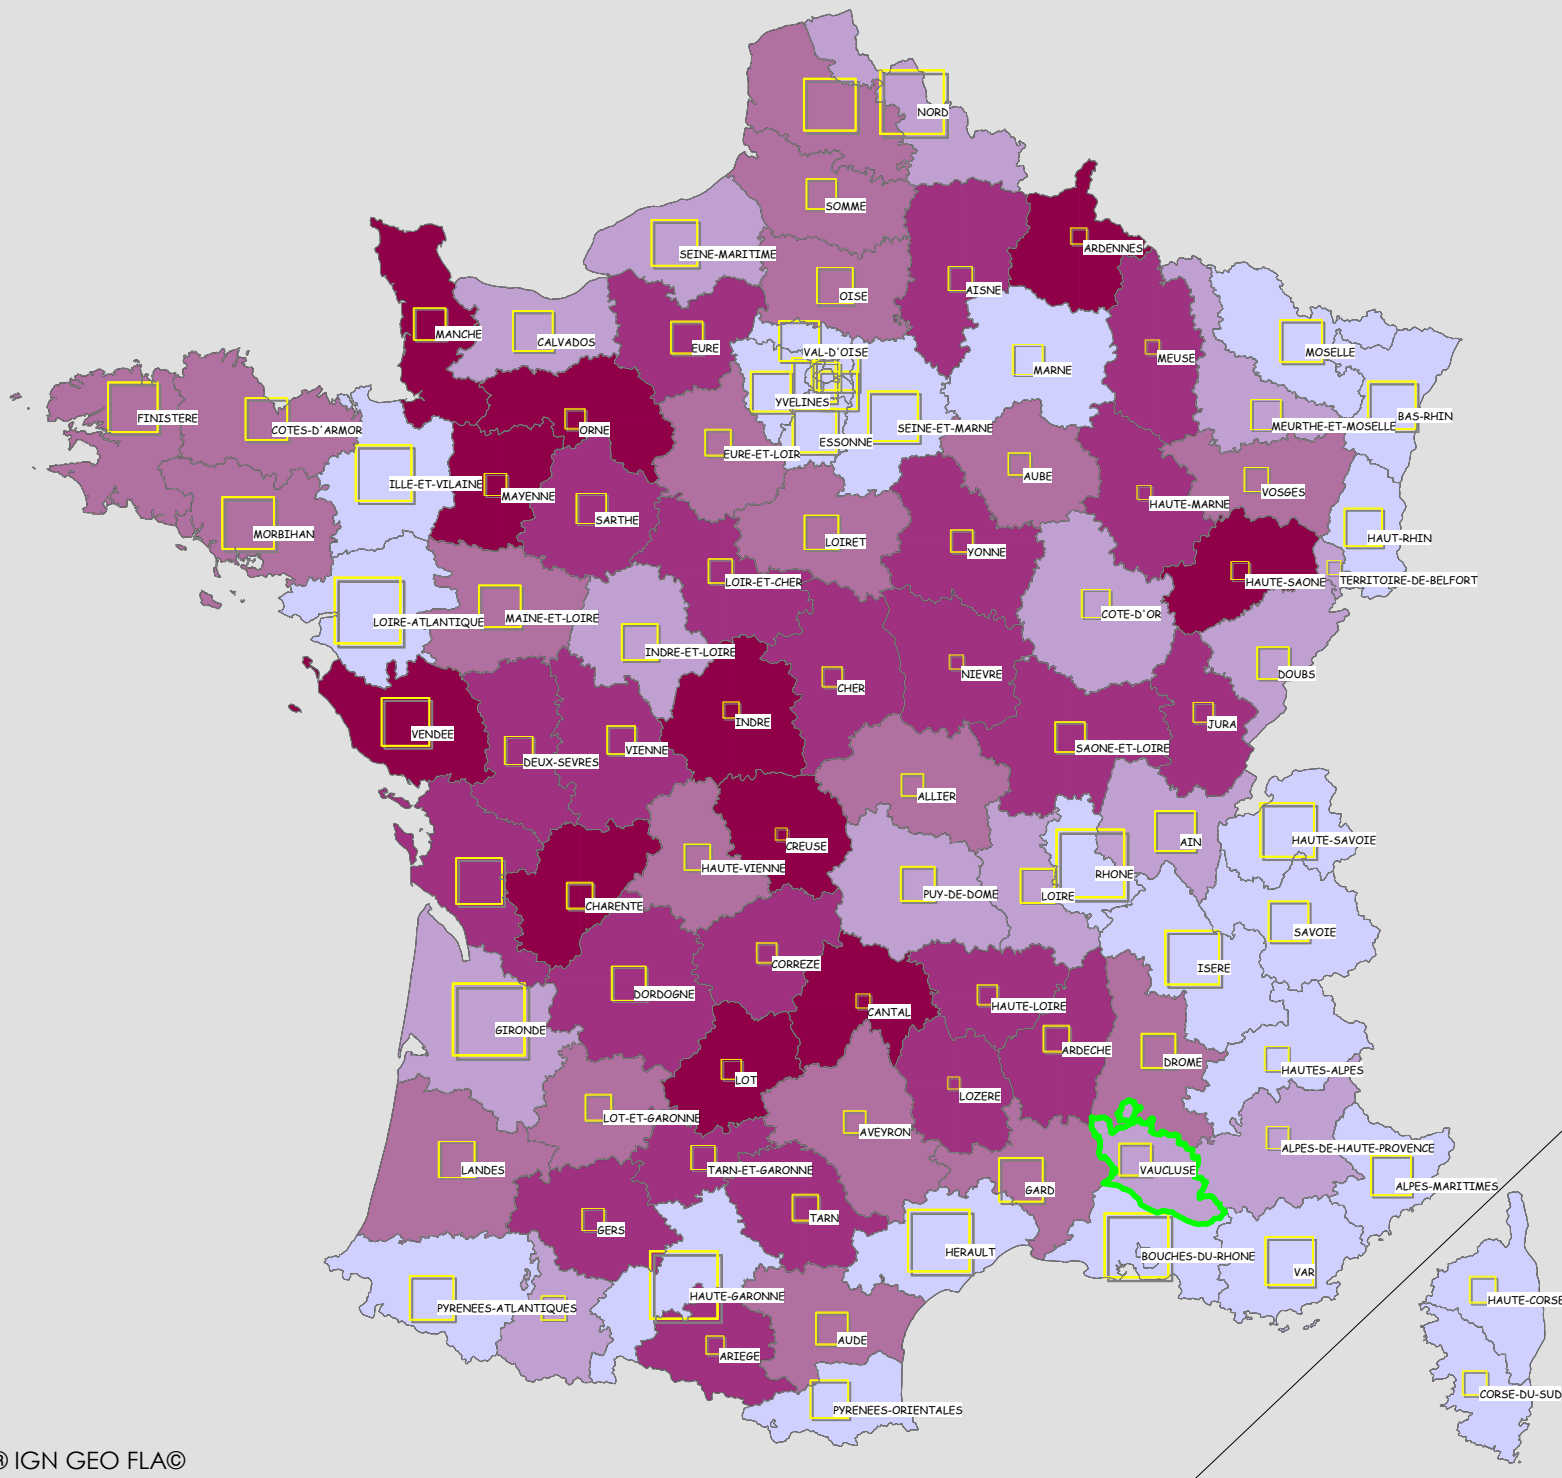 NORD
SOMME
ARDENNES
SEINE-MARITIME
AISNE
OISE
MANCHE
CALVADOS
EURE
VAL-D'OISE
MEUSE
MOSELLE
MARNE
YVELINES
FINISTERE
BAS-RHIN
COTES-D'ARMOR
ORNE
SEINE-ET-MARNE
MEURTHE-ET-MOSELLE
ESSONNE
EURE-ET-LOIR
AUBE
ILLE-ET-VILAINE
VOSGES
MAYENNE
HAUTE-MARNE
SARTHE
MORBIHAN
HAUT-RHIN
LOIRET
YONNE
LOIR-ET-CHER
HAUTE-SAONE
TERRITOIRE-DE-BELFORT
COTE-D'OR
MAINE-ET-LOIRE
LOIRE-ATLANTIQUE
INDRE-ET-LOIRE
NIEVRE
DOUBS
CHER
INDRE
JURA
VENDEE
SAONE-ET-LOIRE
VIENNE
DEUX-SEVRES
ALLIER
HAUTE-SAVOIE
AIN
CREUSE
HAUTE-VIENNE
RHONE
PUY-DE-DOME
LOIRE
CHARENTE
SAVOIE
CORREZE
ISERE
DORDOGNE
HAUTE-LOIRE
CANTAL
GIRONDE
ARDECHE
DROME
HAUTES-ALPES
LOT
LOZERE
LOT-ET-GARONNE
AVEYRON
ALPES-DE-HAUTE-PROVENCE
LANDES
TARN-ET-GARONNE
VAUCLUSE
ALPES-MARITIMES
GARD
TARN
GERS
HERAULT
BOUCHES-DU-RHONE
VAR
HAUTE-GARONNE
HAUTE-CORSE
PYRENEES-ATLANTIQUES
AUDE
ARIEGE
CORSE-DU-SUD
PYRENEES-ORIENTALES
® IGN GEO FLA©